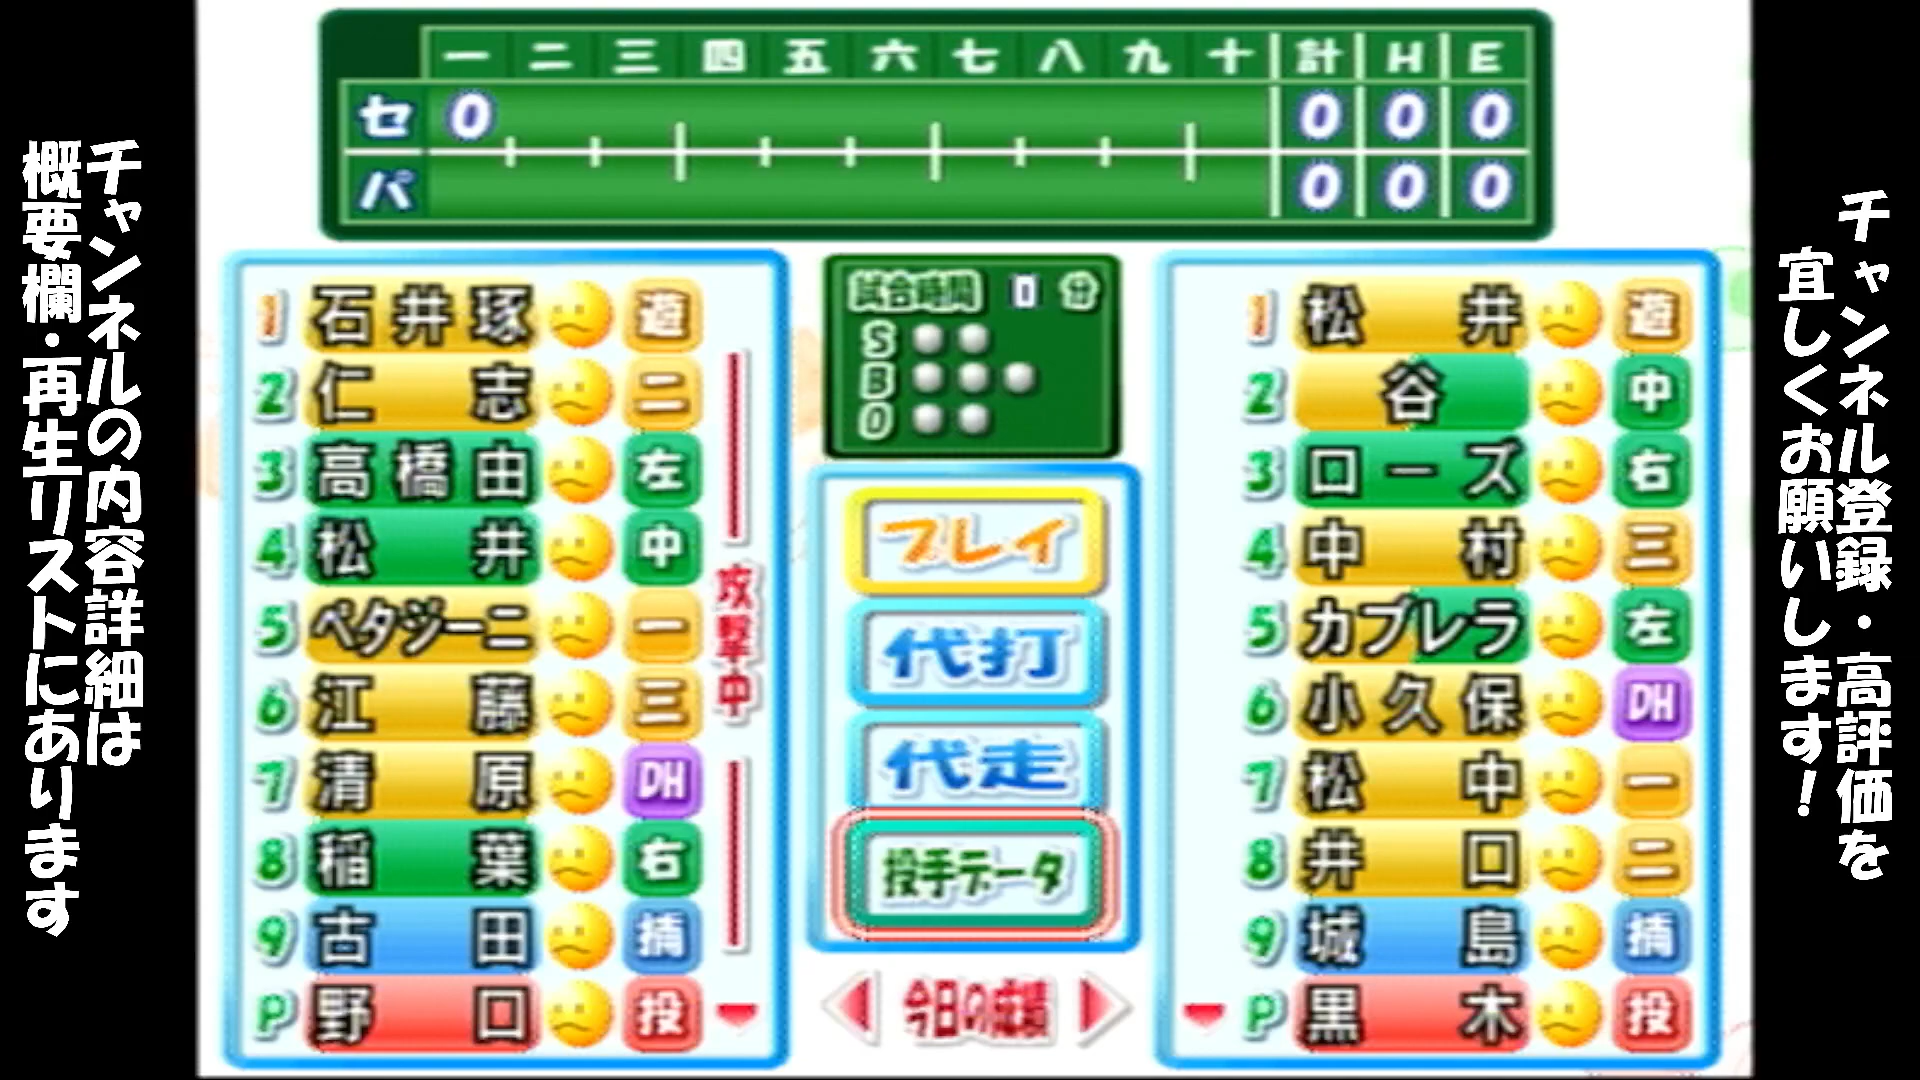 一 二 三 四 五 六 七 八 九 十 計 H E
セ 0 0 0 0
パ 0 0 0
チャンネルの内容詳細は
概要欄・再生リストにあります
1 石井琢 遊
2 仁志 二
3 高橋由 左
4 松井 中
5 ペタジーニ 一
6 江藤 三
7 清原 DH
8 稲葉 右
9 古田 捕
P 野口 投
攻撃中
試合時間 0分
S
B
O
プレイ
代打
代走
投手データ
今日の成績
1 松井 遊
2 谷 中
3 ローズ 右
4 中村 三
5 カブレラ 左
6 小久保 DH
7 松中 一
8 井口 二
9 城島 捕
P 黒木 投
チャンネル登録・高評価を
宜しくお願いします！